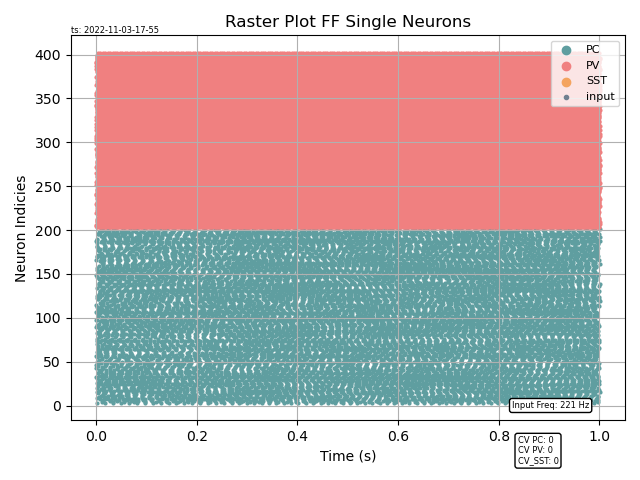 Raster Plot FF Single Neurons
ts: 2022-11-03-17-55
PC
PV
SST
input
Neuron Indicies
400
350
300
250
200
150
100
50
0
Input Freq: 221 Hz
0.0 0.2 0.4 0.6 0.8 1.0
Time (s)
CV PC: 0
CV PV: 0
CV_SST: 0